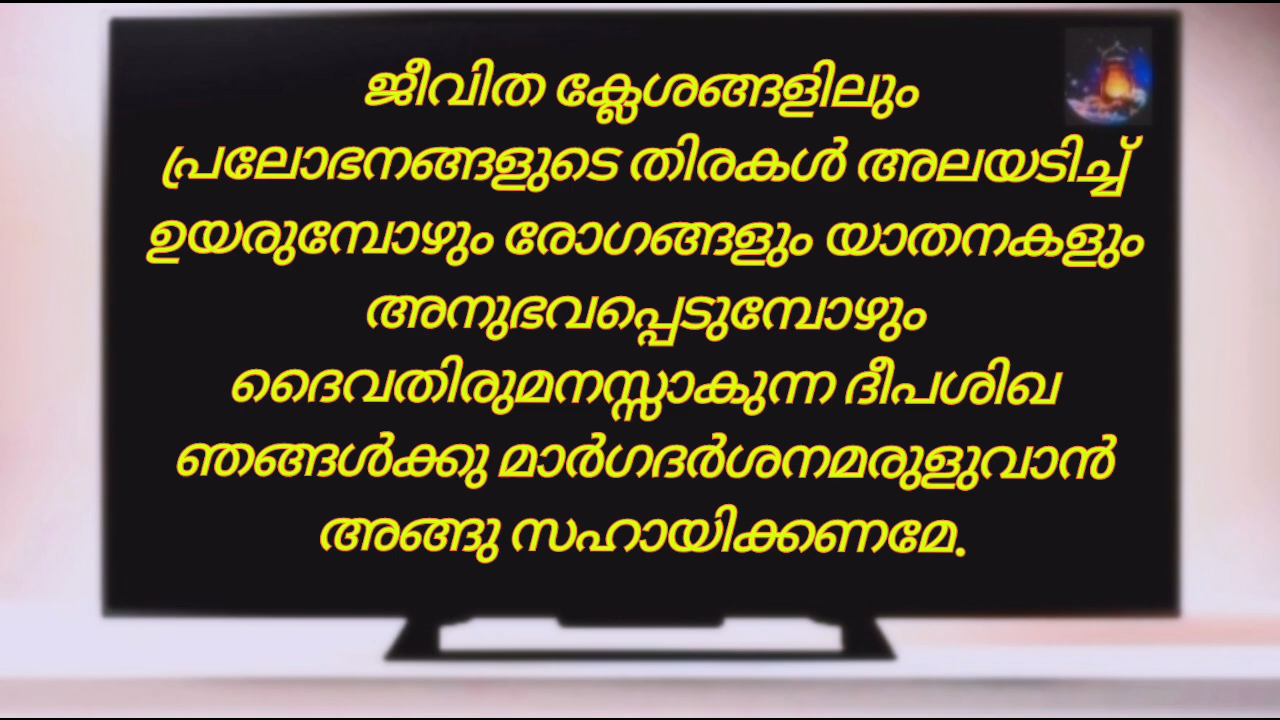 ജീവിത ക്ലേശങ്ങളിലും
പ്രലോഭനങ്ങളുടെ തിരകൾ അലയടിച്ച്
ഉയരുമ്പോഴും രോഗങ്ങളും യാതനകളും
അനുഭവപ്പെടുമ്പോഴും
ദൈവതിരുമനസ്സാകുന്ന ദീപശിഖ
ഞങ്ങൾക്കു മാർഗദർശനമരുളുവാൻ
അങ്ങു സഹായിക്കണമേ.